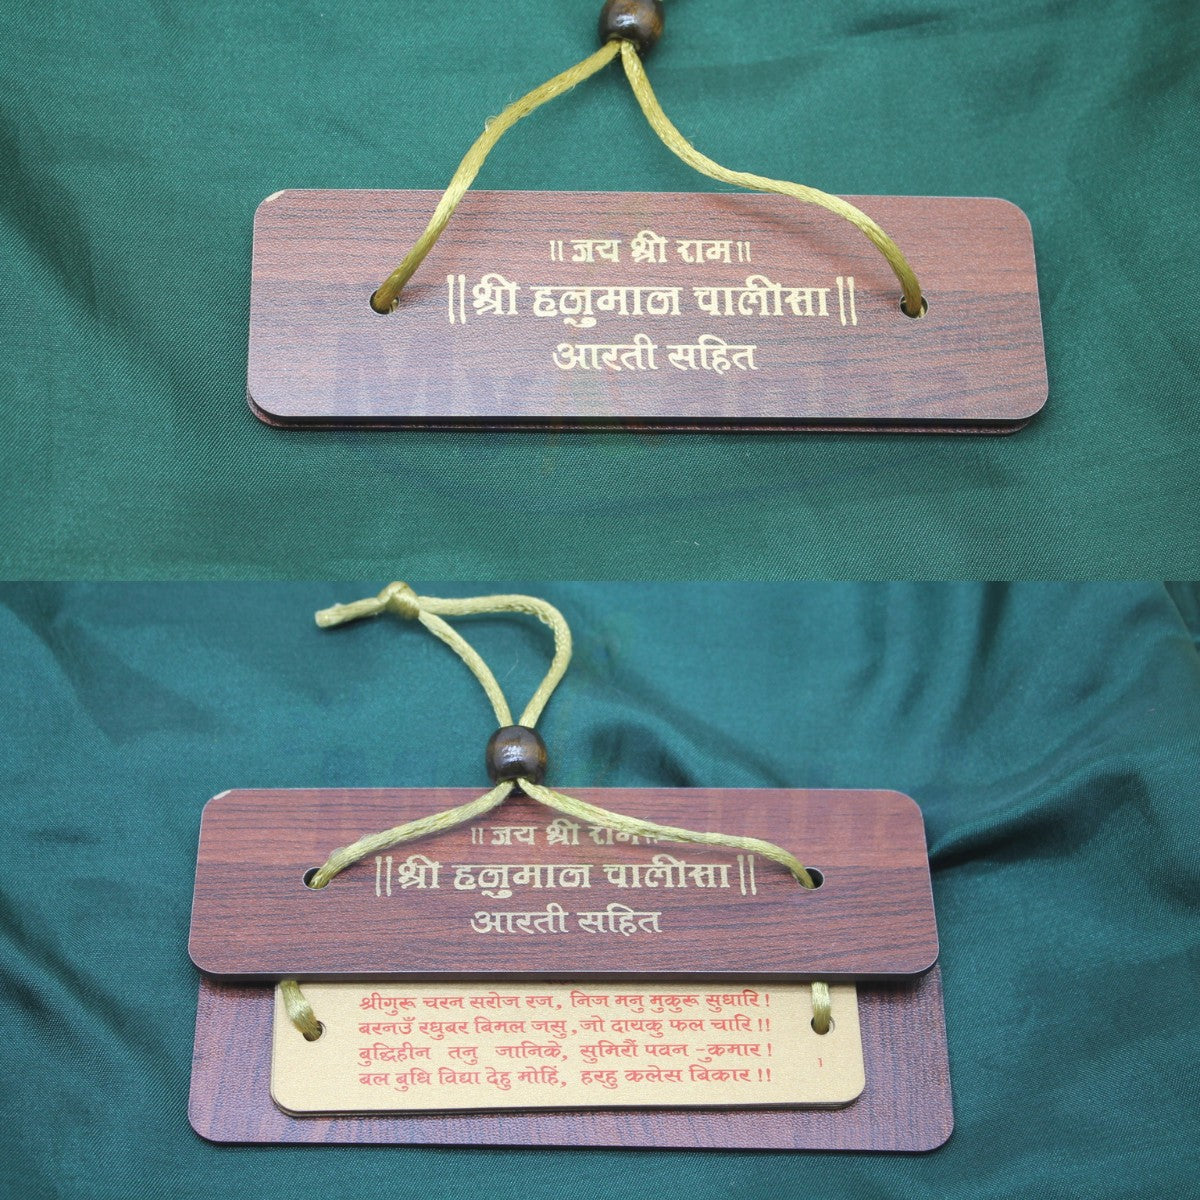 ॥ जय श्री राम ॥
॥ श्री हनुमान चालीसा ॥
आरती सहित
॥ जय श्री राम ॥
॥ श्री हनुमान चालीसा ॥
आरती सहित
श्रीगुरू चरन सरोज रज, निज मनु मुकुरू सुधारि !
बरनउँ रघुबर बिमल जसु , जो दायकु फल चारि !!
बुद्धिहीन तनु जानिके, सुमिरौं पवन -कुमार !
बल बुधि विद्या देहु मोहिं, हरहु कलेस बिकार !!
१